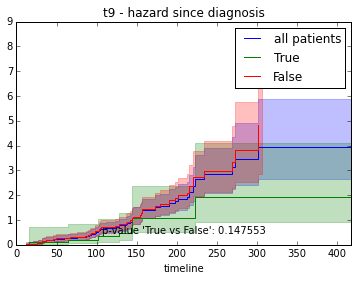 t9 - hazard since diagnosis
all patients
True
False
9
8
7
6
5
4
3
2
1
0
p-value 'True vs False': 0.147553
0 50 100 150 200 250 300 350 400
timeline